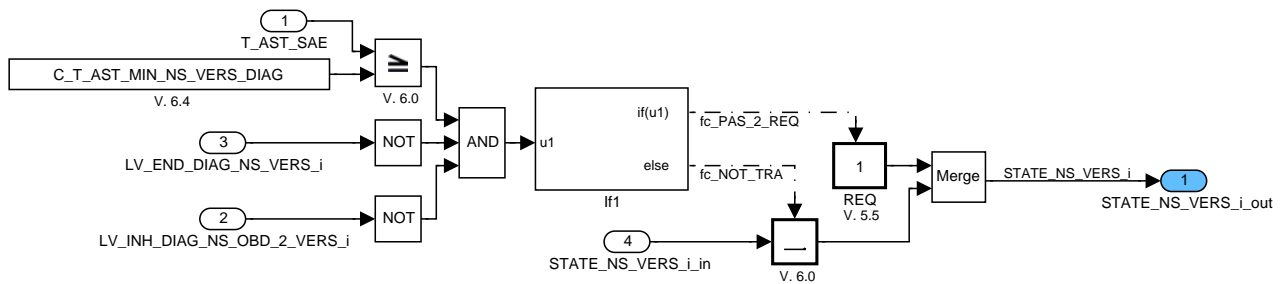 1
T_AST_SAE
C_T_AST_MIN_NS_VERS_DIAG
V. 6.4
≥
V. 6.0
3
LV_END_DIAG_NS_VERS_i
NOT
AND
2
LV_INH_DIAG_NS_OBD_2_VERS_i
NOT
u1
if(u1)
else
If1
fc_PAS_2_REQ
fc_NOT_TRA
1
REQ
V. 5.5
4
STATE_NS_VERS_i_in
V. 6.0
Merge
STATE_NS_VERS_i
1
STATE_NS_VERS_i_out